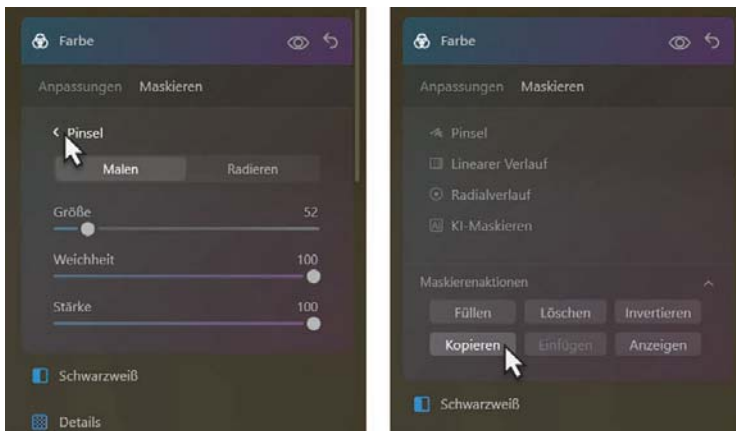 Farbe
Anpassungen Maskieren
Pinsel
Malen Radieren
Größe 52
Weichheit 100
Stärke 100
Schwarzweiß
Details
Farbe
Anpassungen Maskieren
Pinsel
Linearer Verlauf
Radialverlauf
KI-Maskieren
Maskierenaktionen
Füllen Löschen Invertieren
Kopieren Einfügen Anzeigen
Schwarzweiß